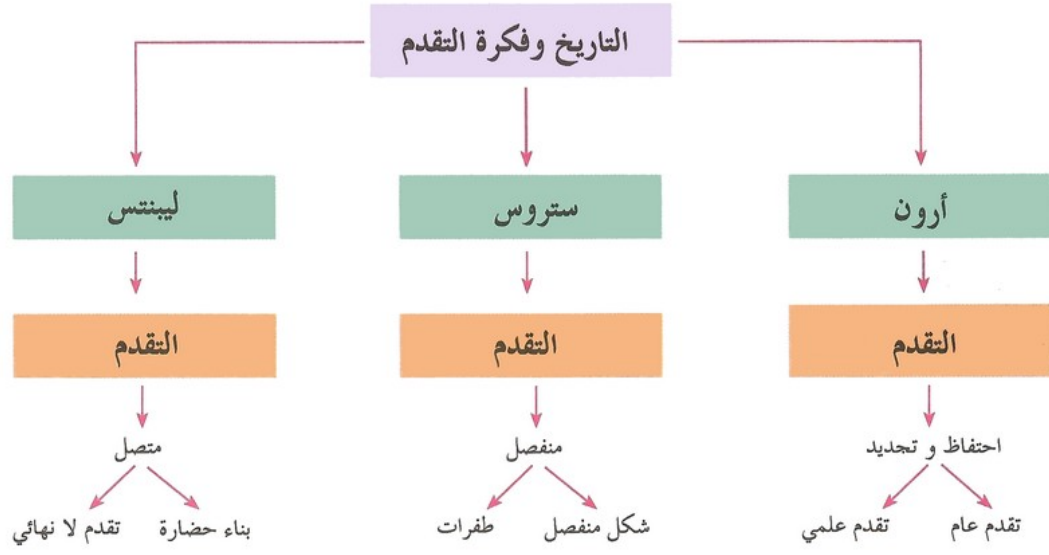 التاريخ وفكرة التقدم
أرون
ستروس
ليبنتس
التقدم
التقدم
التقدم
احتفاظ و تجديد
منفصل
متصل
تقدم عام
تقدم علمي
شكل منفصل
طفرات
بناء حضارة
تقدم لا نهائي